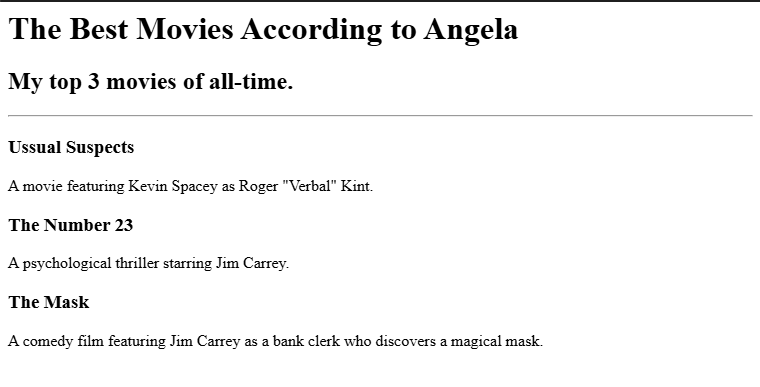 The Best Movies According to Angela
My top 3 movies of all-time.
Ussual Suspects
A movie featuring Kevin Spacey as Roger "Verbal" Kint.
The Number 23
A psychological thriller starring Jim Carrey.
The Mask
A comedy film featuring Jim Carrey as a bank clerk who discovers a magical mask.